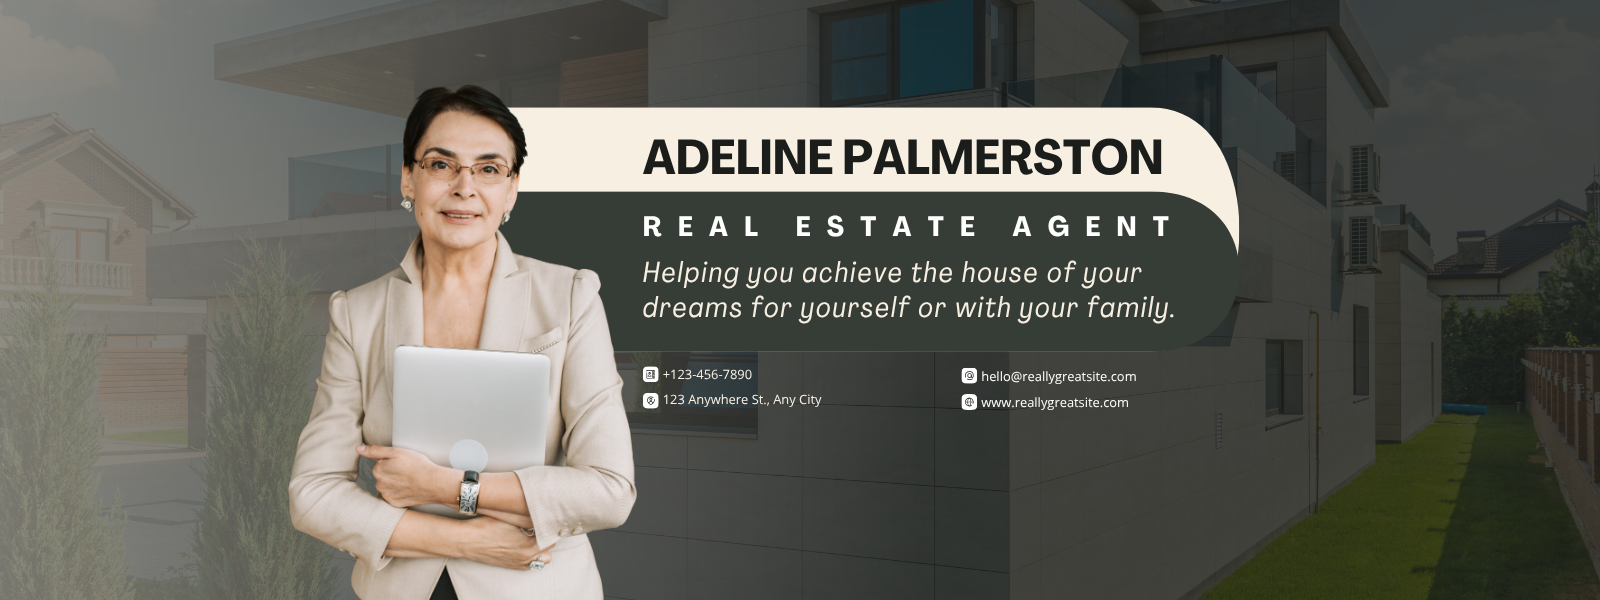 ADELINE PALMERSTON
REAL ESTATE AGENT
Helping you achieve the house of your
dreams for yourself or with your family.
+123-456-7890
123 Anywhere St., Any City
hello@reallygreatsite.com
www.reallygreatsite.com